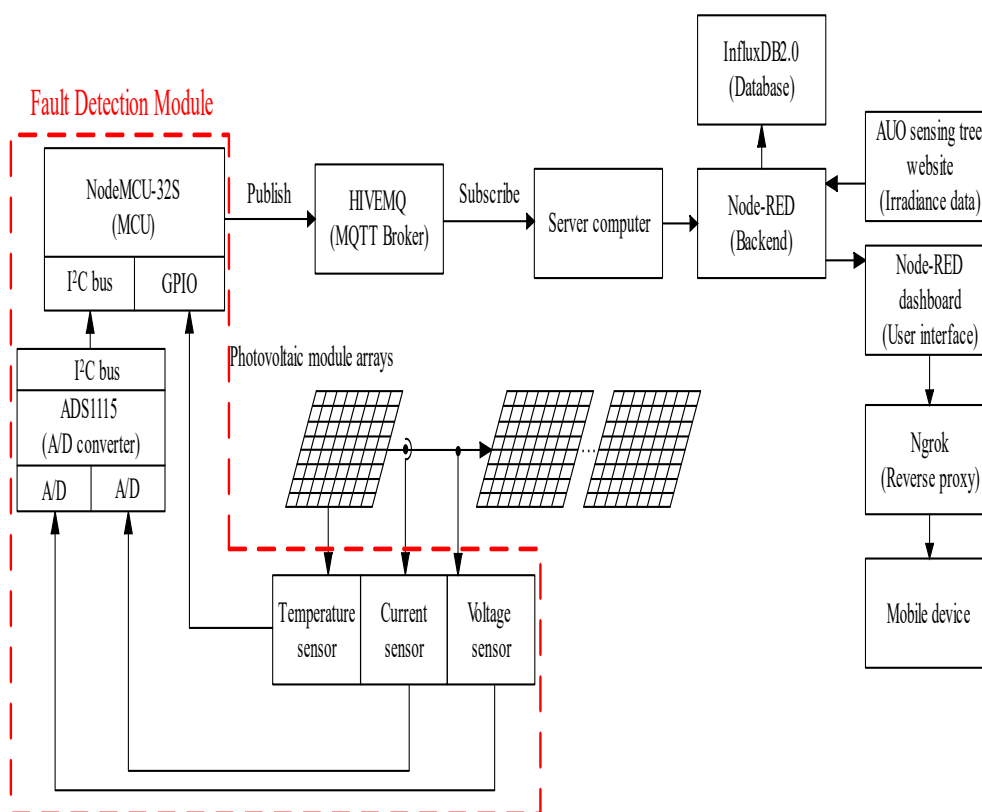 InfluxDB2.0
(Database)
Fault Detection Module
AUO sensing tree
website
(Irradiance data)
NodeMCU-32S
(MCU)
I²C bus
GPIO
Publish
HIVEMQ
(MQTT Broker)
Subscribe
Server computer
Node-RED
(Backend)
Node-RED
dashboard
(User interface)
I²C bus
ADS1115
(A/D converter)
A/D
A/D
Photovoltaic module arrays
...
Ngrok
(Reverse proxy)
Temperature
sensor
Current
sensor
Voltage
sensor
Mobile device